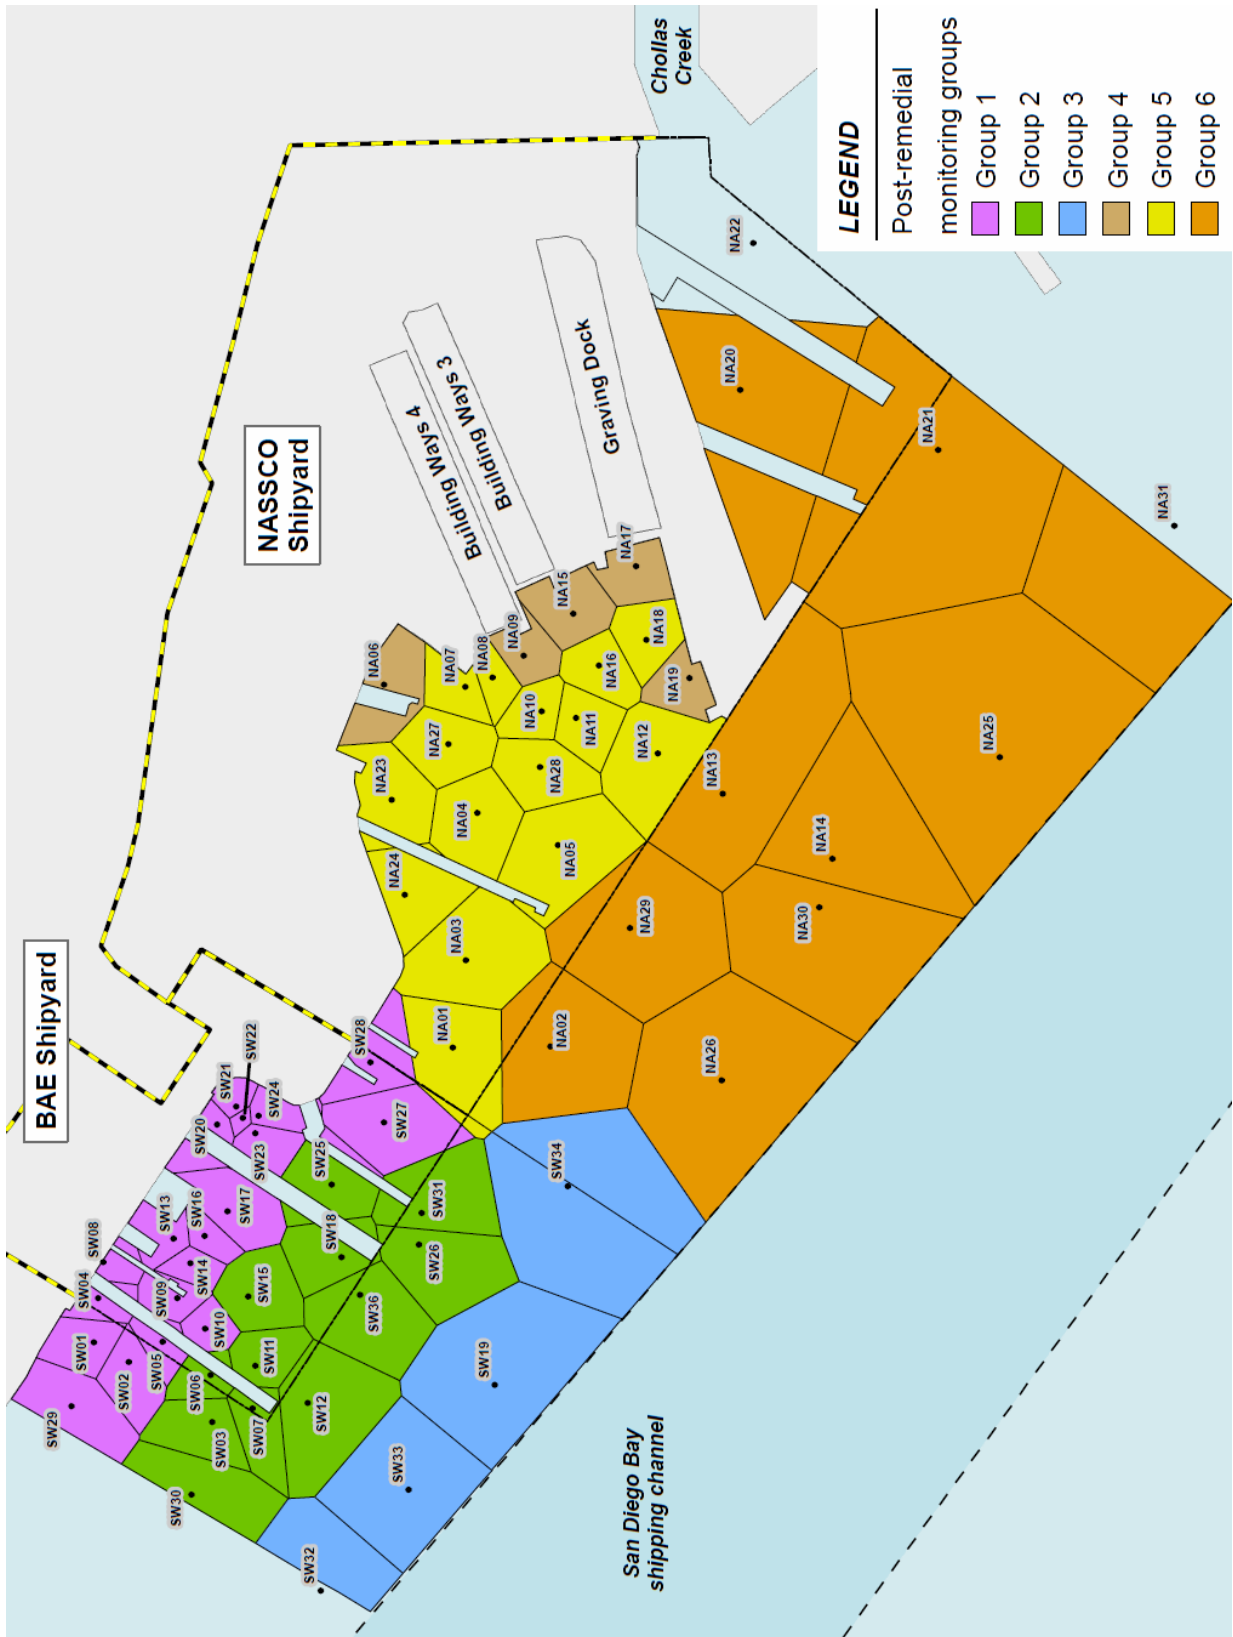 BAE Shipyard
NASSCO
Shipyard
Chollas
Creek
Building Ways 4
Building Ways 3
Graving Dock
San Diego Bay
shipping channel
SW29
SW01
SW02
SW04
SW05
SW08
SW09
SW10
SW13
SW14
SW16
SW17
SW20
SW21
SW22
SW23
SW24
SW25
SW27
SW28
SW30
SW03
SW06
SW07
SW11
SW12
SW15
SW18
SW26
SW31
SW36
SW32
SW33
SW19
SW34
NA01
NA03
NA24
NA23
NA04
NA05
NA27
NA28
NA06
NA07
NA08
NA09
NA10
NA11
NA12
NA15
NA16
NA17
NA18
NA19
NA02
NA29
NA13
NA26
NA30
NA14
NA25
NA20
NA21
NA22
NA31
LEGEND
Post-remedial
monitoring groups
Group 1
Group 2
Group 3
Group 4
Group 5
Group 6